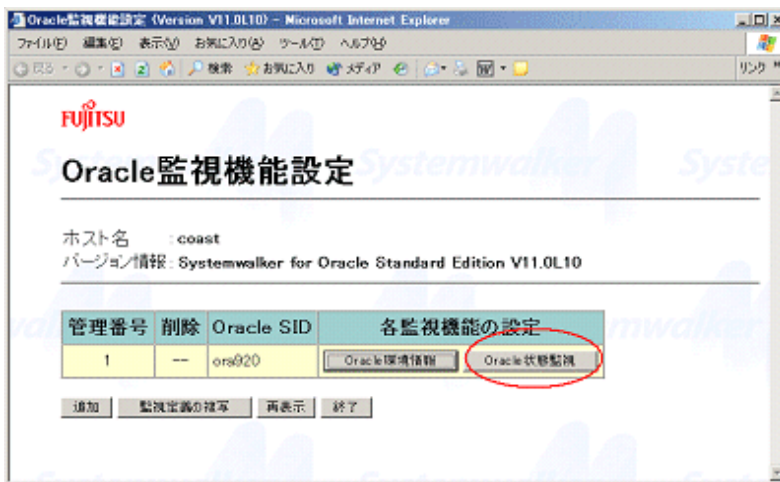 Oracle監視機能設定 (Version V11.0L10) - Microsoft Internet Explorer
ファイル(F) 編集(E) 表示(V) お気に入り(A) ツール(T) ヘルプ(H)
戻る 検索 お気に入り メディア リンク »
FUJITSU
Oracle監視機能設定
ホスト名 : coast
バージョン情報 : Systemwalker for Oracle Standard Edition V11.0L10
管理番号 削除 Oracle SID 各監視機能の設定
1 -- ora920 Oracle環境情報 Oracle状態監視
追加 監視定義の複写 再表示 終了